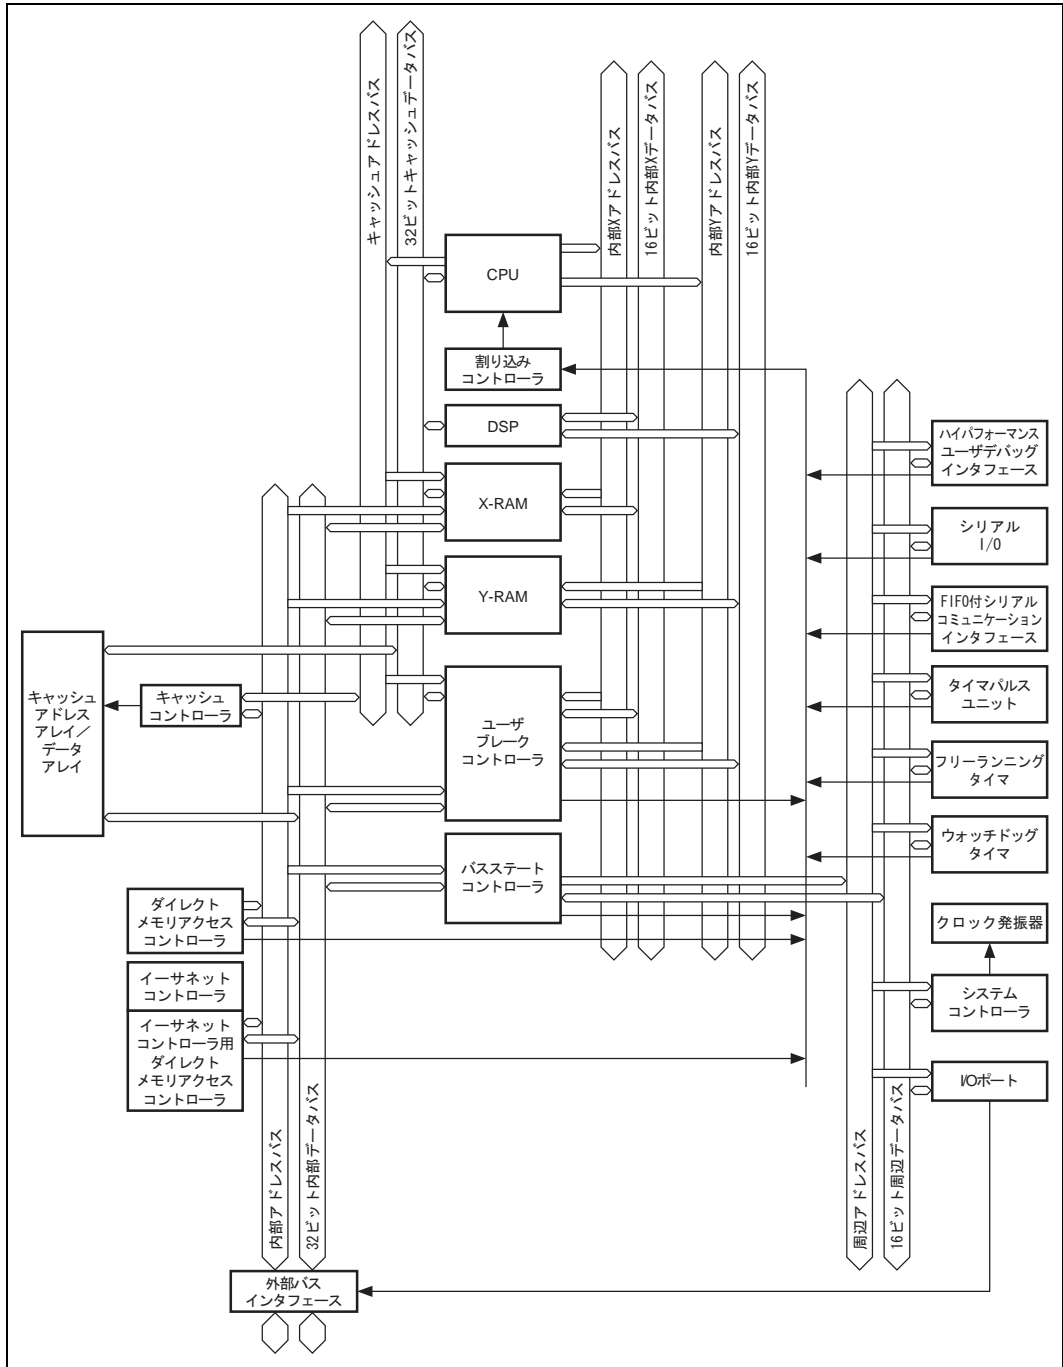 キャッシュアドレスバス
32ビットキャッシュデータバス
内部Xアドレスバス
16ビット内部Xデータバス
内部Yアドレスバス
16ビット内部Yデータバス
CPU
割り込み
コントローラ
DSP
X-RAM
Y-RAM
ユーザ
ブレーク
コントローラ
バスステート
コントローラ
キャッシュ
アドレス
アレイ／
データ
アレイ
キャッシュ
コントローラ
ダイレクト
メモリアクセス
コントローラ
イーサネット
コントローラ
イーサネット
コントローラ用
ダイレクト
メモリアクセス
コントローラ
内部アドレスバス
32ビット内部データバス
外部バス
インタフェース
周辺アドレスバス
16ビット周辺データバス
ハイパフォーマンス
ユーザデバッグ
インタフェース
シリアル
I/O
FIFO付シリアル
コミュニケーション
インタフェース
タイマパルス
ユニット
フリーランニング
タイマ
ウォッチドッグ
タイマ
クロック発振器
システム
コントローラ
I/Oポート